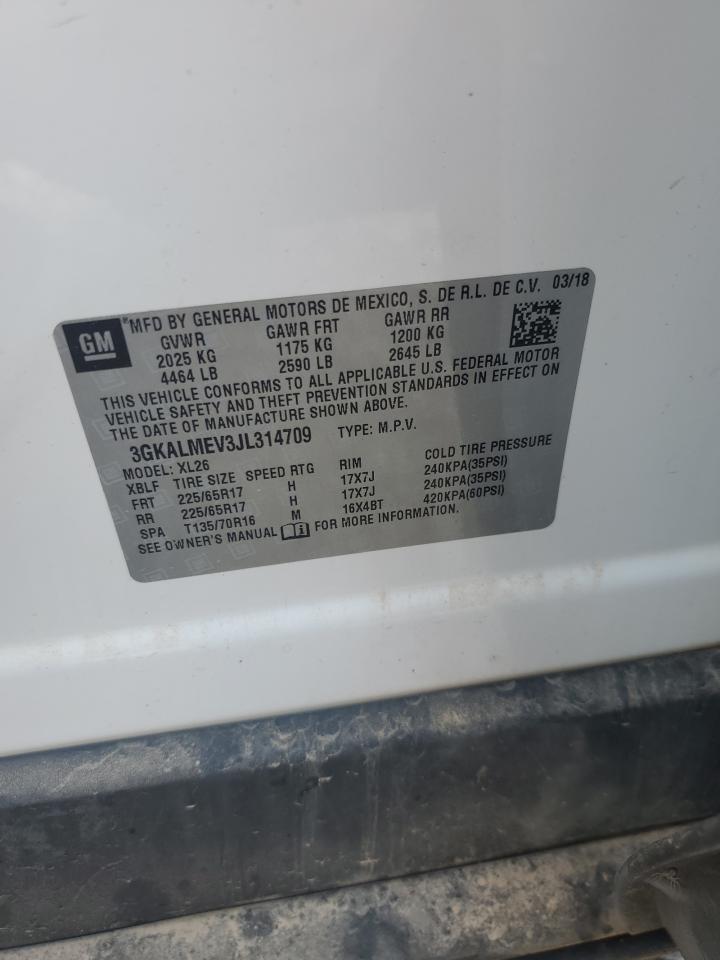 GM
*MFD BY GENERAL MOTORS DE MEXICO, S. DE R.L. DE C.V. 03/18
GVWR GAWR FRT GAWR RR
2025 KG 1175 KG 1200 KG
4464 LB 2590 LB 2645 LB
THIS VEHICLE CONFORMS TO ALL APPLICABLE U.S. FEDERAL MOTOR
VEHICLE SAFETY AND THEFT PREVENTION STANDARDS IN EFFECT ON
THE DATE OF MANUFACTURE SHOWN ABOVE.
3GKALMEV3JL314709 TYPE: M.P.V.
MODEL: XL26
XBLF TIRE SIZE SPEED RTG RIM COLD TIRE PRESSURE
FRT 225/65R17 H 17X7J 240KPA(35PSI)
RR 225/65R17 H 17X7J 240KPA(35PSI)
SPA T135/70R16 M 16X4BT 420KPA(60PSI)
SEE OWNER'S MANUAL FOR MORE INFORMATION.